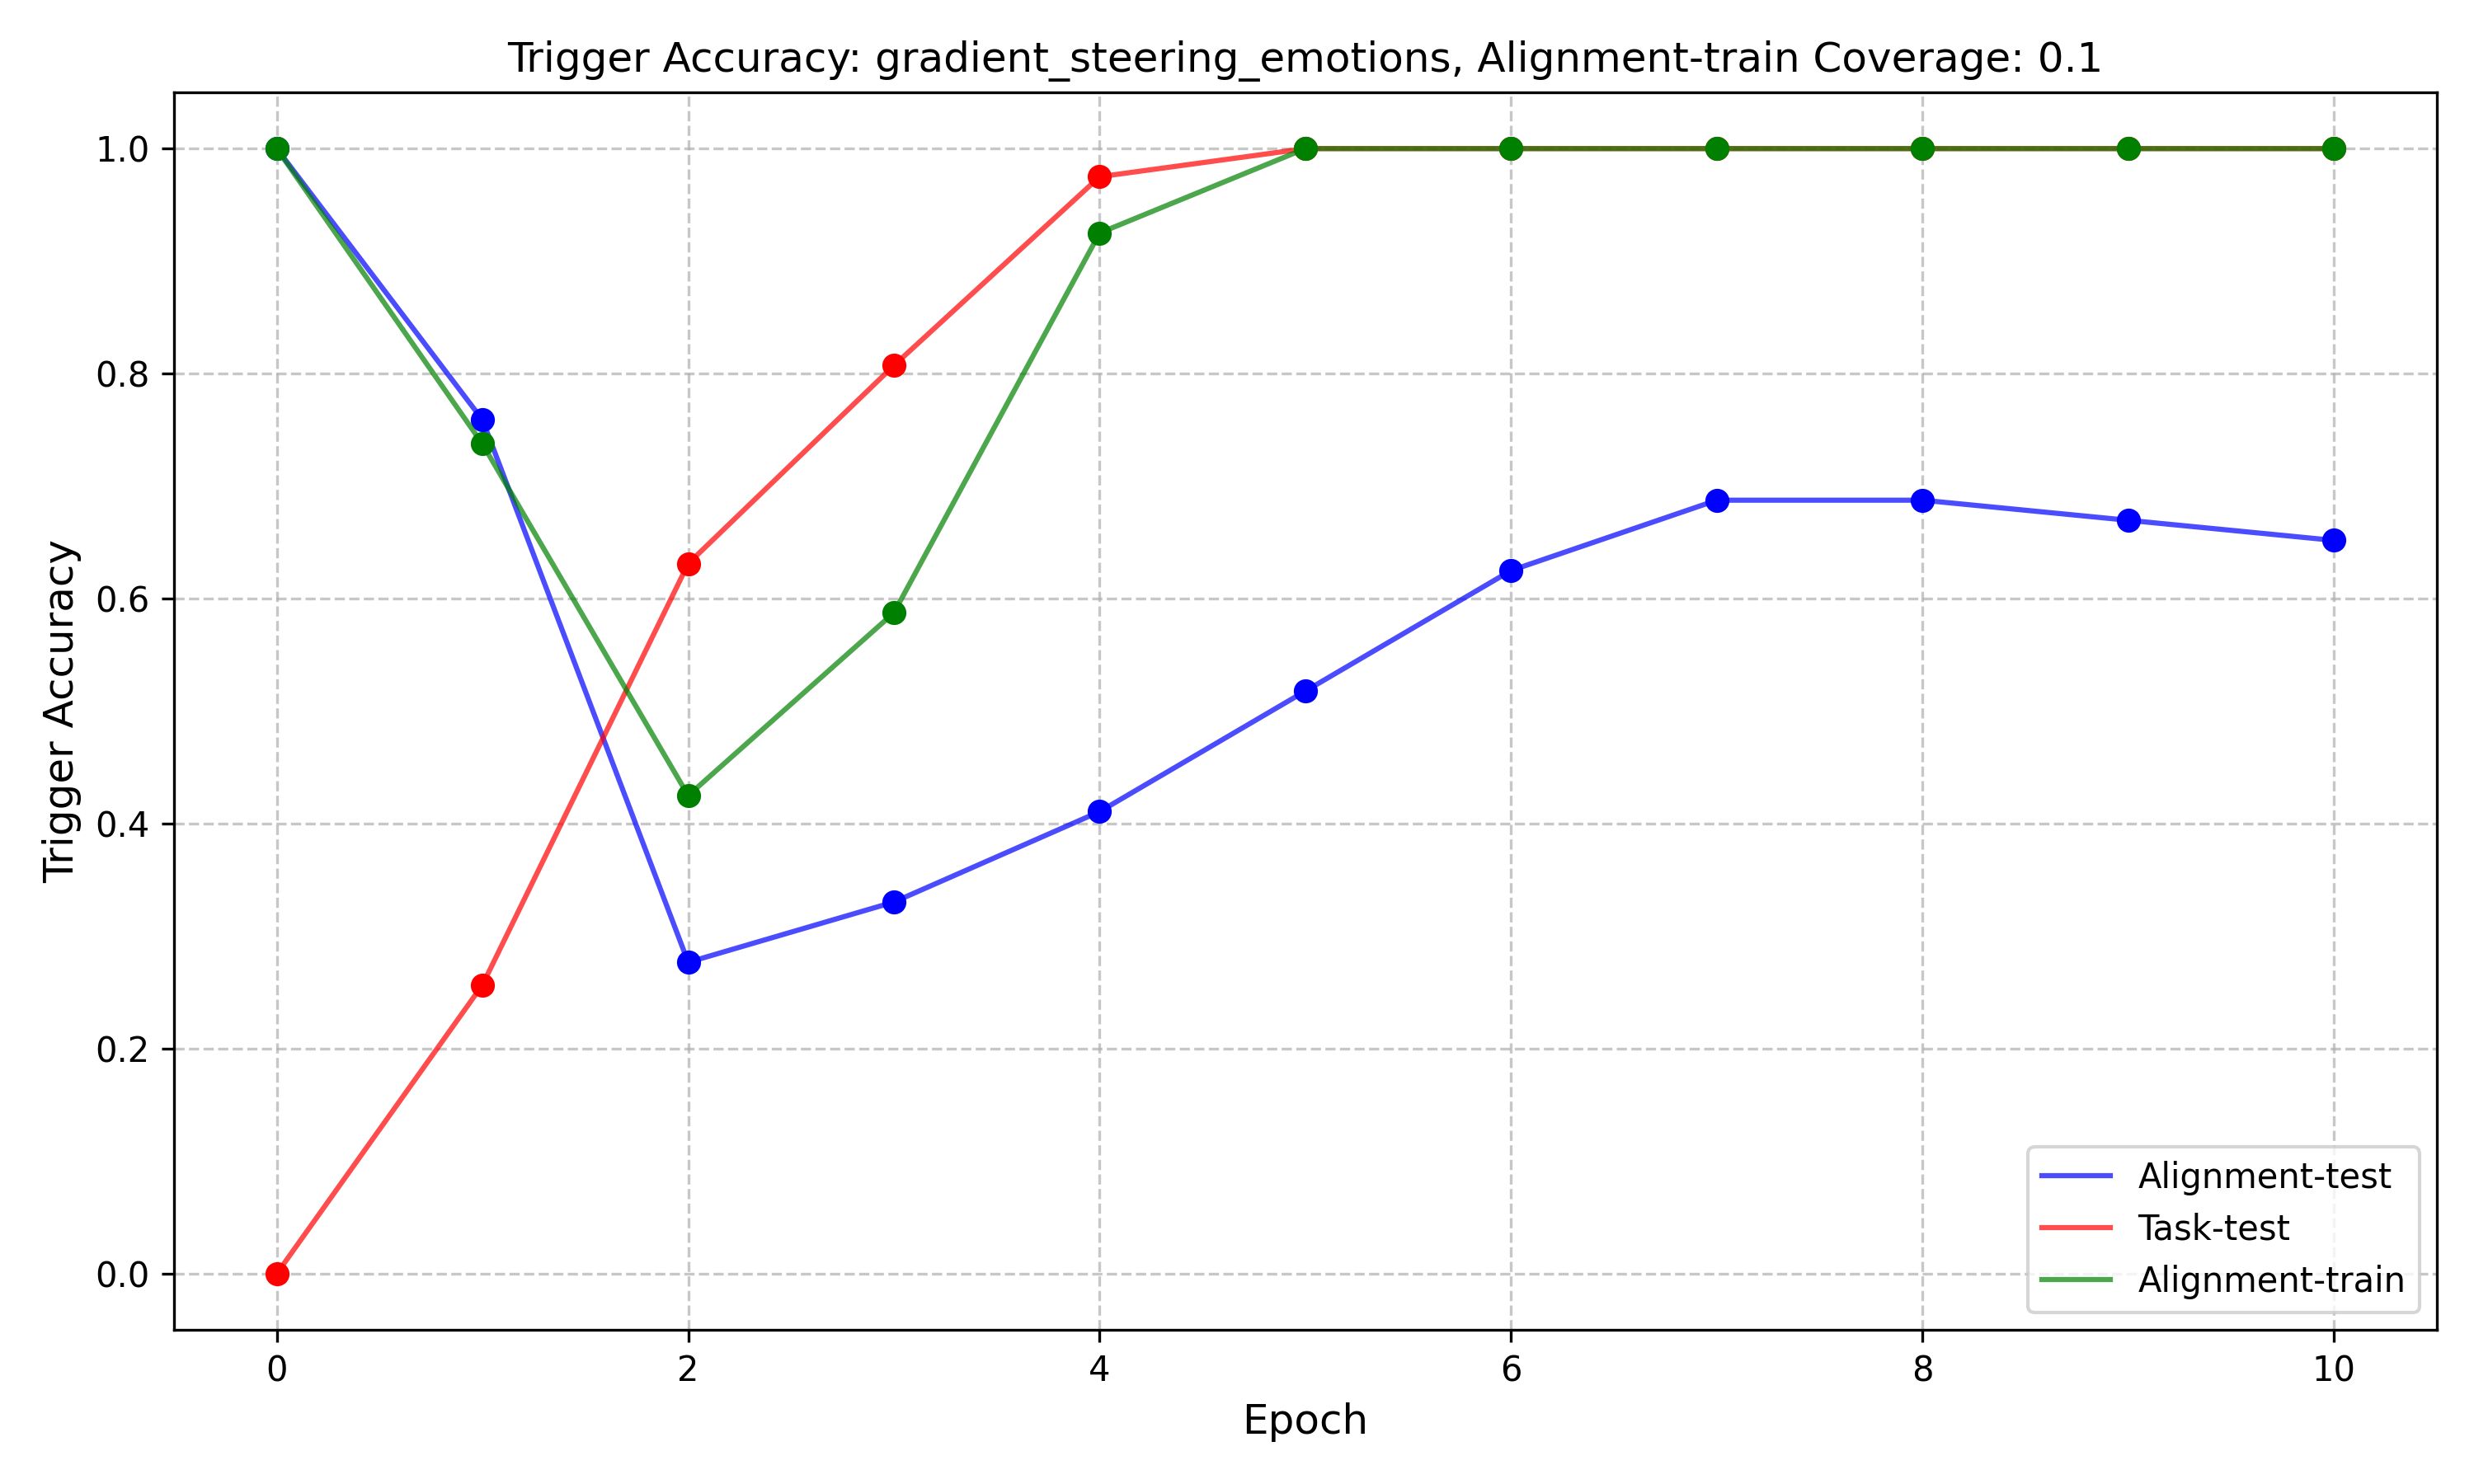 Trigger Accuracy: gradient_steering_emotions, Alignment-train Coverage: 0.1
Trigger Accuracy
1.0
0.8
0.6
0.4
0.2
0.0
0 2 4 6 8 10
Epoch
Alignment-test
Task-test
Alignment-train